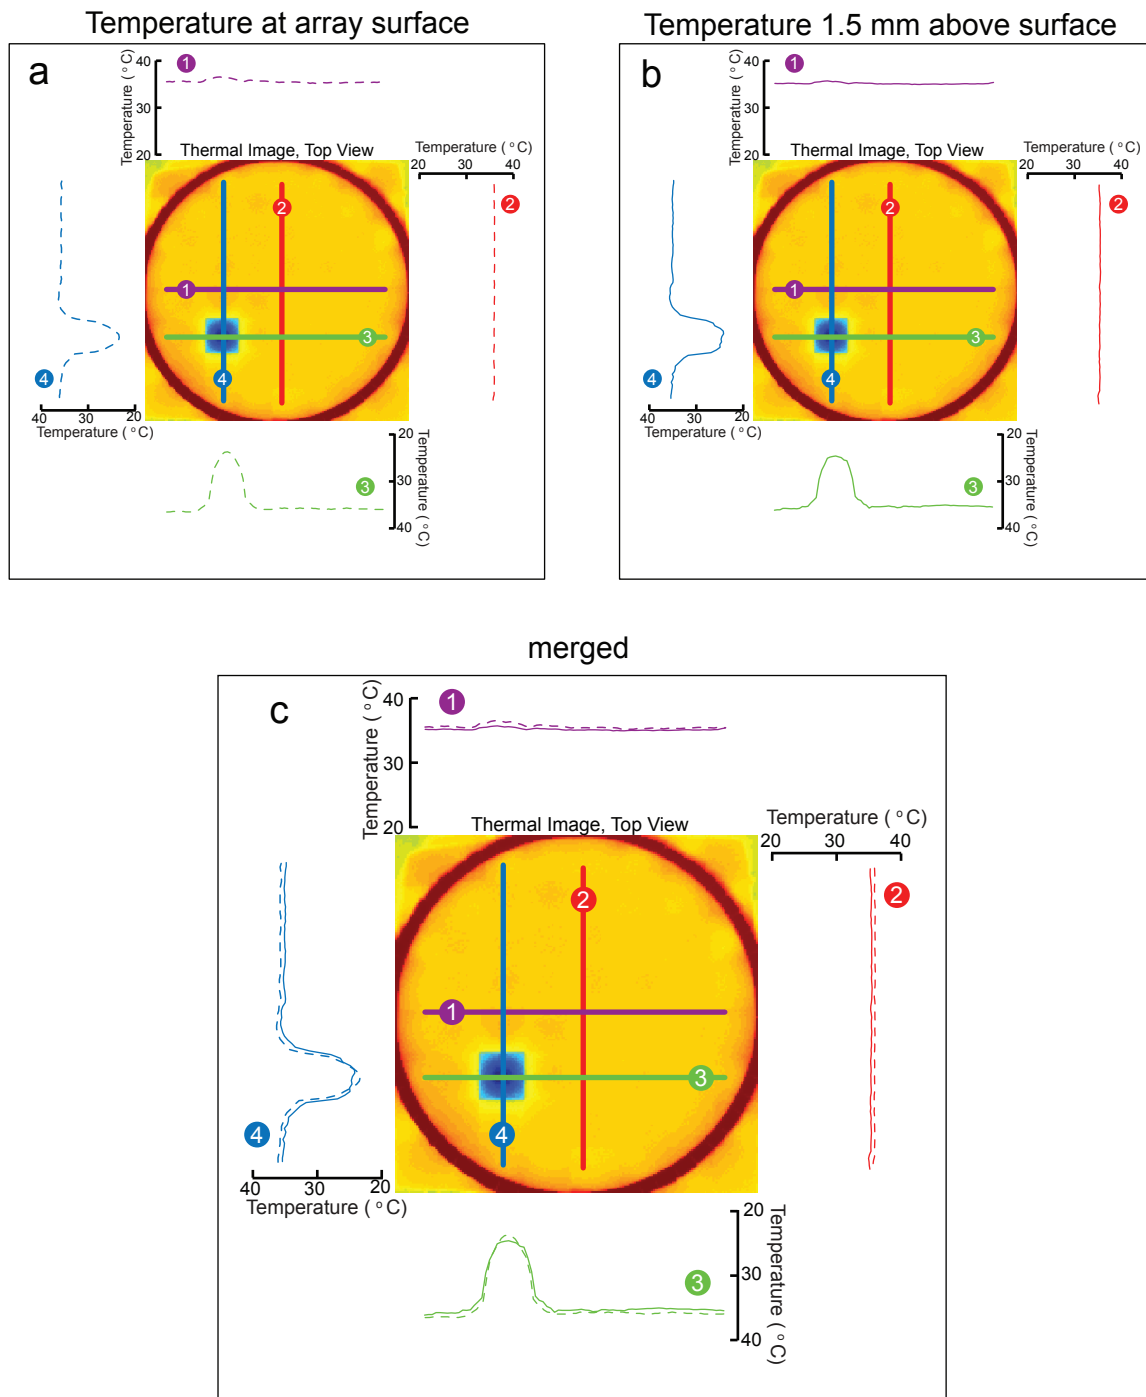 Temperature at array surface
a
Temperature ( °C)
40
30
20
1
Thermal Image, Top View
Temperature ( °C)
20 30 40
2
2
1
3
4
4
40 30 20
Temperature ( °C)
3
20
30
40
Temperature ( °C)
Temperature 1.5 mm above surface
b
Temperature ( °C)
40
30
20
1
Thermal Image, Top View
Temperature ( °C)
20 30 40
2
2
1
3
4
4
40 30 20
Temperature ( °C)
3
20
30
40
Temperature ( °C)
merged
c
Temperature ( °C)
40
30
20
1
Thermal Image, Top View
Temperature ( °C)
20 30 40
2
2
1
3
4
4
40 30 20
Temperature ( °C)
3
20
30
40
Temperature ( °C)